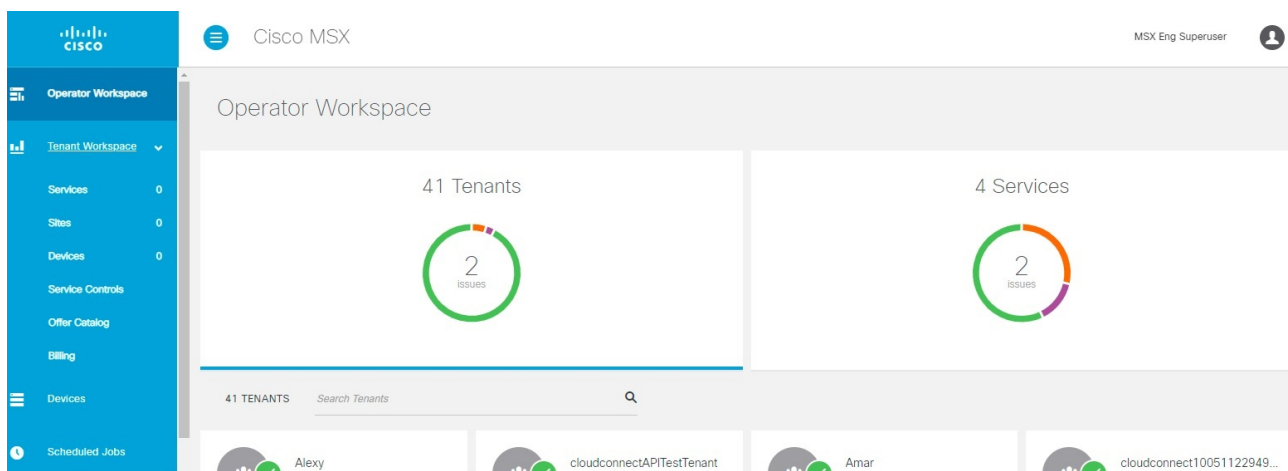 CISCO
Cisco MSX
MSX Eng Superuser
Operator Workspace
Tenant Workspace
Services 0
Sites 0
Devices 0
Service Controls
Offer Catalog
Billing
Devices
Scheduled Jobs
Operator Workspace
41 Tenants
2
issues
4 Services
2
issues
41 TENANTS Search Tenants
Alexy
cloudconnectAPITestTenant
Amar
cloudconnect10051122949...